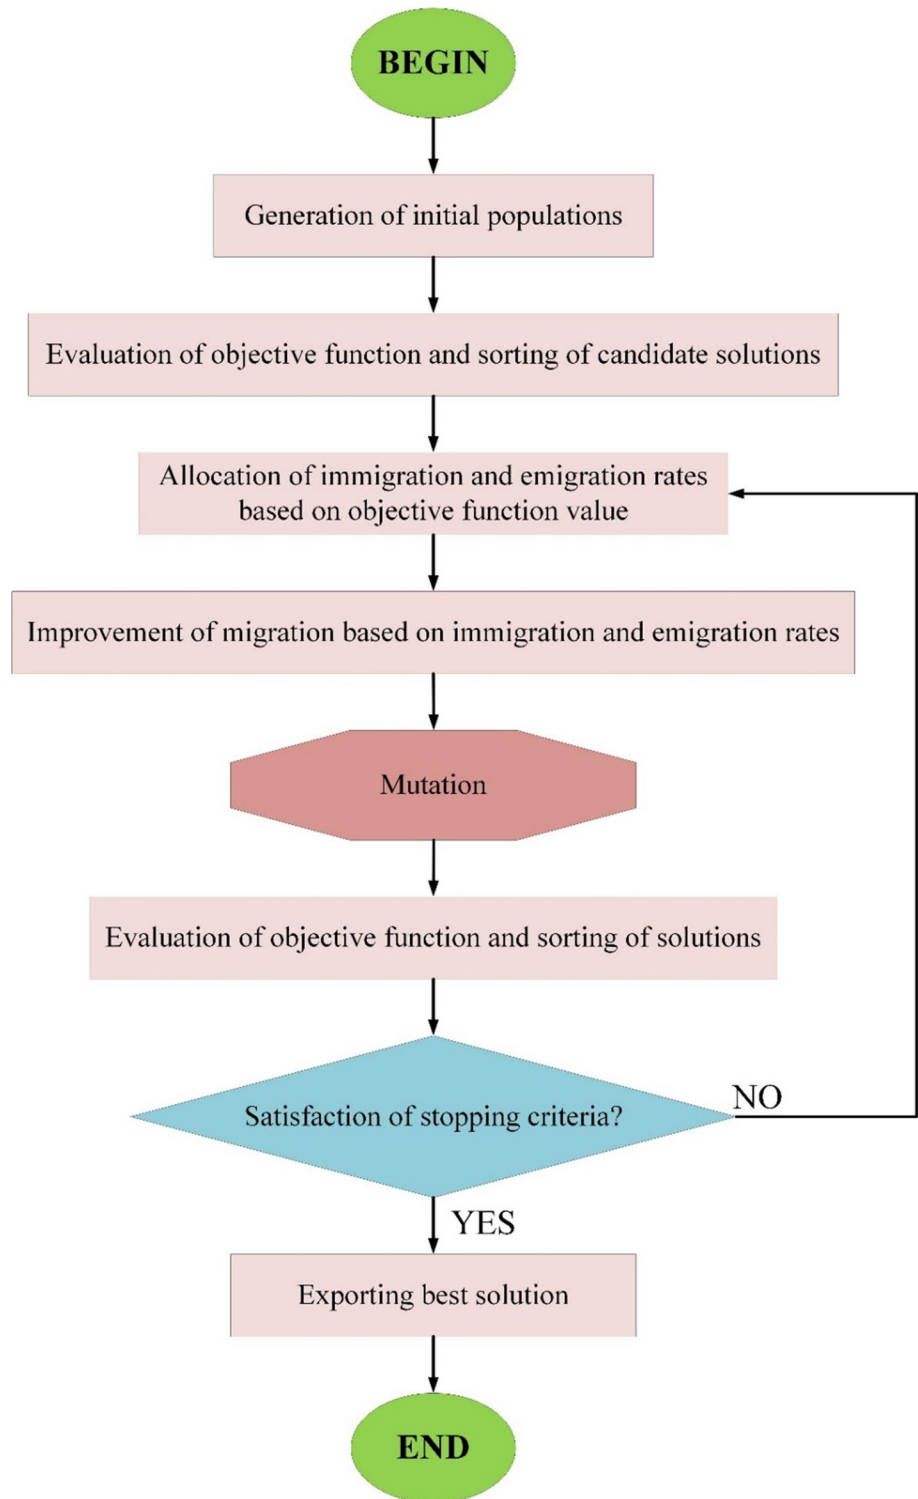 BEGIN
Generation of initial populations
Evaluation of objective function and sorting of candidate solutions
Allocation of immigration and emigration rates
based on objective function value
Improvement of migration based on immigration and emigration rates
Mutation
Evaluation of objective function and sorting of solutions
Satisfaction of stopping criteria?
NO
YES
Exporting best solution
END